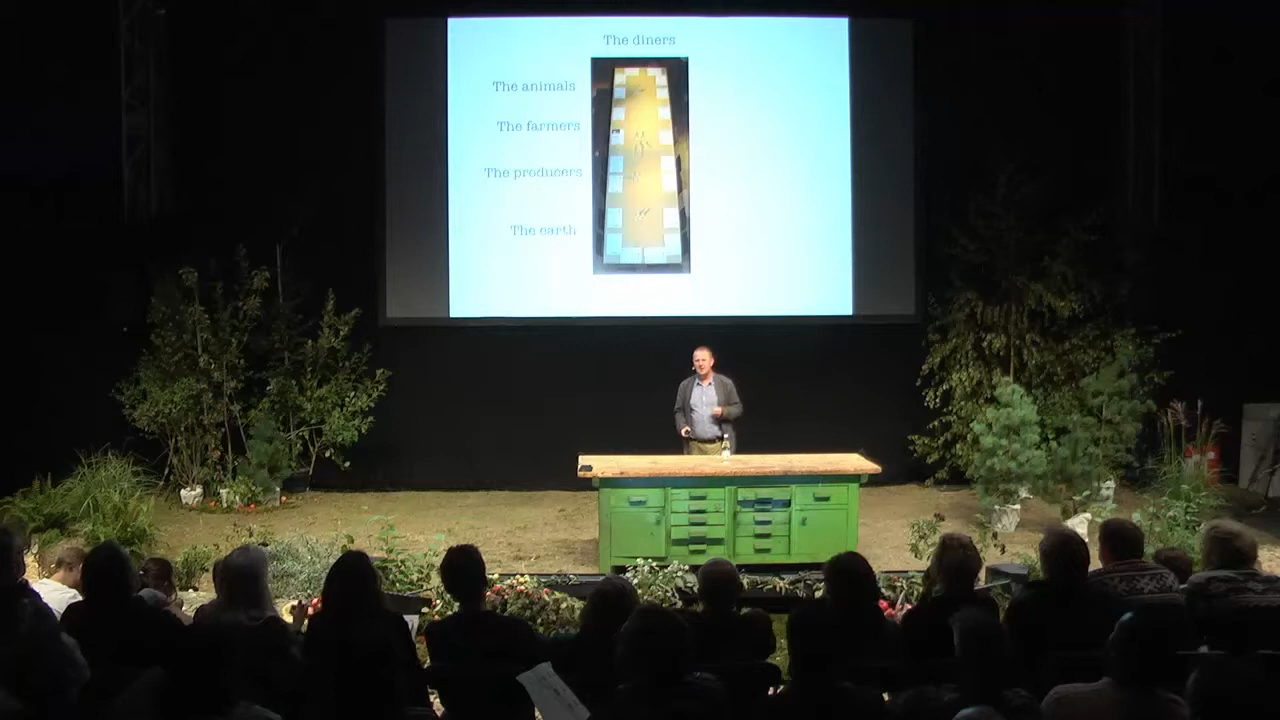 The diners
The animals
The farmers
The producers
The earth